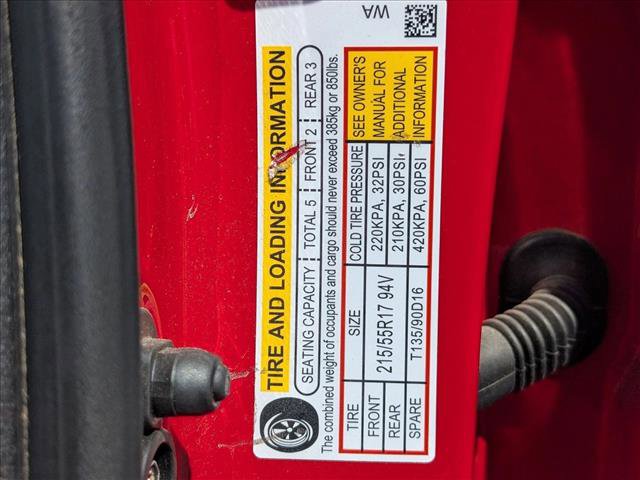 WA
TIRE AND LOADING INFORMATION
SEATING CAPACITY TOTAL 5 FRONT 2 REAR 3
The combined weight of occupants and cargo should never exceed 385kg or 850lbs.
TIRE SIZE COLD TIRE PRESSURE SEE OWNER'S
FRONT 215/55R17 94V 220KPA, 32PSI MANUAL FOR
REAR 210KPA, 30PSI ADDITIONAL
SPARE T135/90D16 420KPA, 60PSI INFORMATION